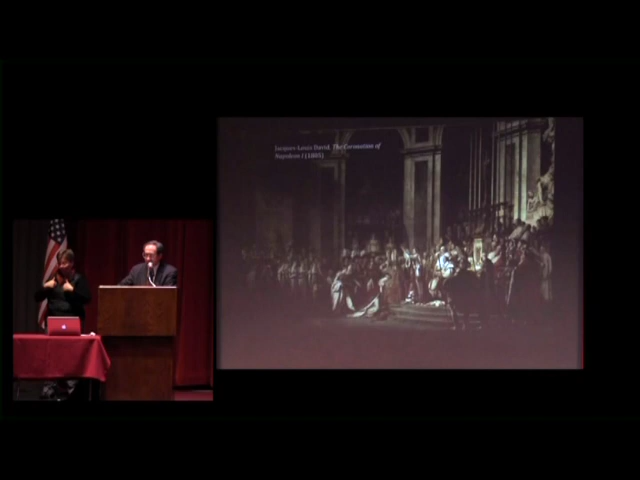 Jacques-Louis David, The Coronation of
Napoleon I (1805)